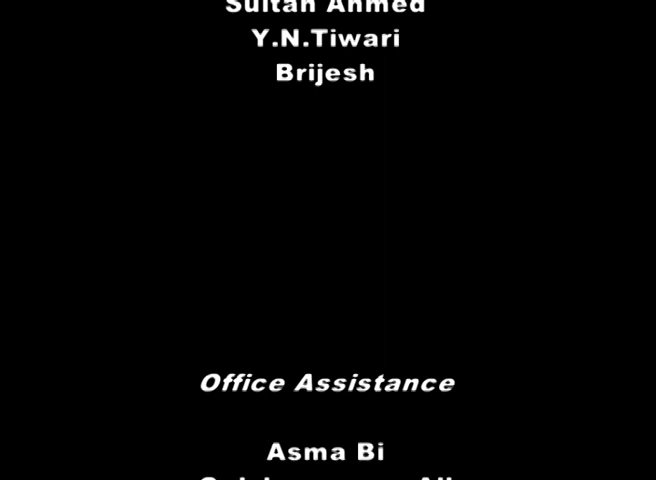 Sultan Ahmed
Y.N.Tiwari
Brijesh
Office Assistance
Asma Bi